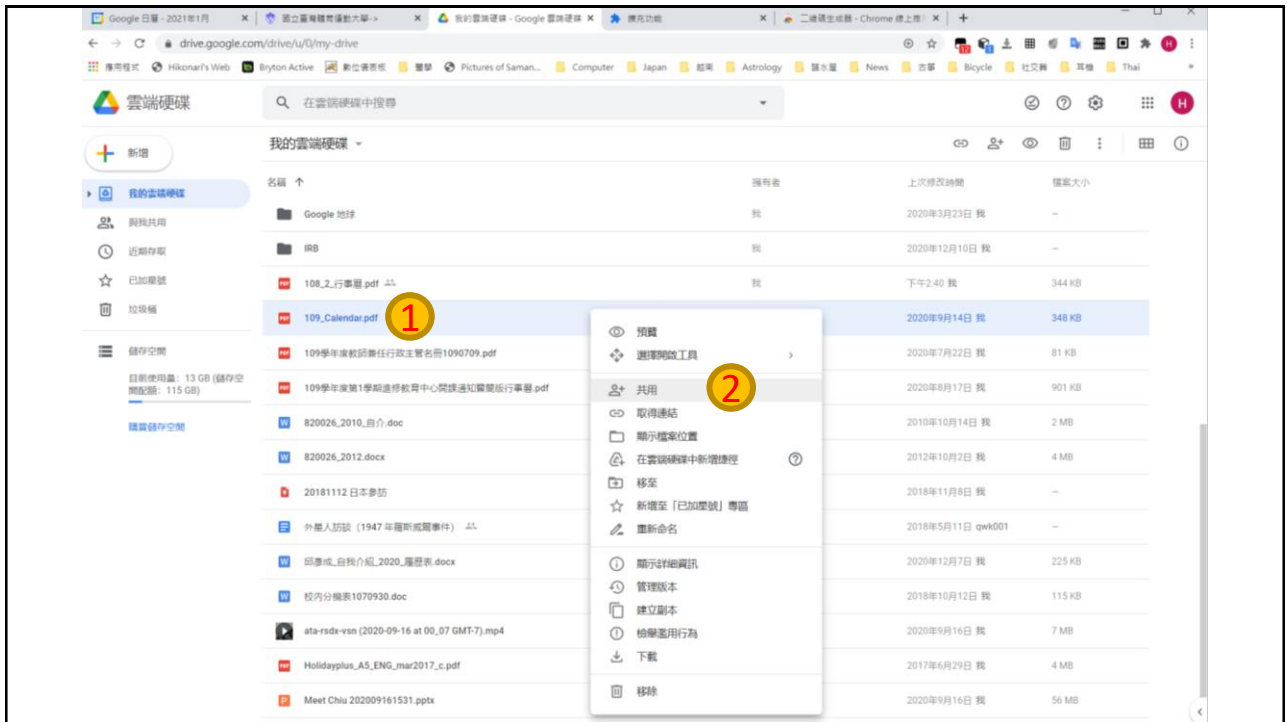 Google 日曆 - 2021年1月
國立臺灣體育運動大學->
我的雲端硬碟 - Google 雲端硬碟
擴充功能
二維碼生成器 - Chrome 線上應
drive.google.com/drive/u/0/my-drive
應用程式 Hikonari's Web Bryton Active 數位儀表板 醫學 Pictures of Saman... Computer Japan 越南 Astrology News 古箏 Bicycle 社交舞 耳機 Thai »
雲端硬碟
在雲端硬碟中搜尋
H
新增
我的雲端硬碟
我的雲端硬碟
與我共用
近期存取
已加星號
垃圾桶
儲存空間
目前使用量：13 GB (儲存空
間配額：115 GB)
購買儲存空間
名稱 擁有者 上次修改時間 檔案大小
Google 地球 我 2020年3月23日 我 –
IRB 我 2020年12月10日 我 –
108_2_行事曆.pdf 我 下午2:40 我 344 KB
109_Calendar.pdf 1 2020年9月14日 我 348 KB
109學年度教師兼任行政主管名冊1090709.pdf 2020年7月22日 我 81 KB
109學年度第1學期進修教育中心開課通知暨簡版行事曆.pdf 2020年8月17日 我 901 KB
820026_2010_自介.doc 2010年10月14日 我 2 MB
820026_2012.docx 2012年10月2日 我 4 MB
20181112 日本參訪 2018年11月8日 我 –
外星人訪談（1947 年羅斯威爾事件） 2018年5月11日 qwk001 –
_自我介紹_2020_履歷表.docx 2020年12月7日 我 225 KB
校內分機表1070930.doc 2018年10月12日 我 115 KB
ata-rsdx-vsn (2020-09-16 at 00_07 GMT-7).mp4 2020年9月16日 我 7 MB
Holidayplus_A5_ENG_mar2017_c.pdf 2017年6月29日 我 4 MB
Meet Chiu 202009161531.pptx 2020年9月16日 我 56 MB
預覽
選擇開啟工具
共用 2
取得連結
顯示檔案位置
在雲端硬碟中新增捷徑
移至
新增至「已加星號」專區
重新命名
顯示詳細資訊
管理版本
建立副本
檢舉濫用行為
下載
移除